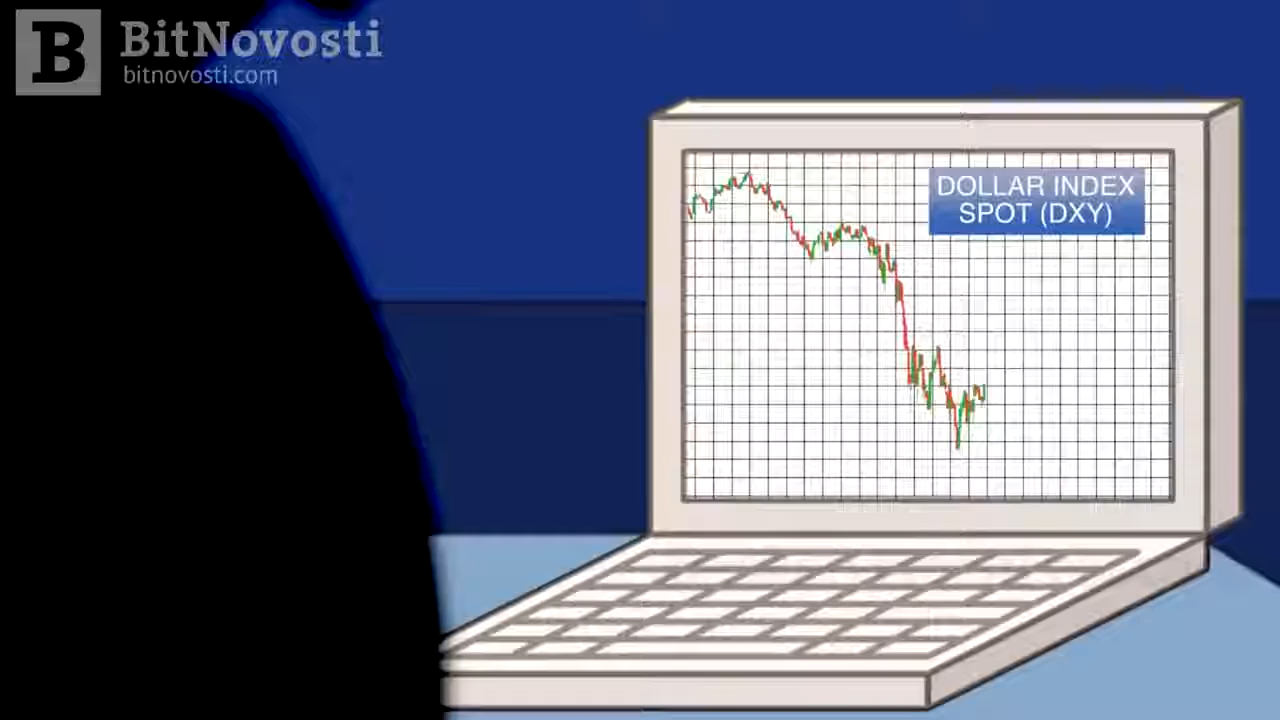 B
BitNovosti
bitnovosti.com
DOLLAR INDEX
SPOT (DXY)